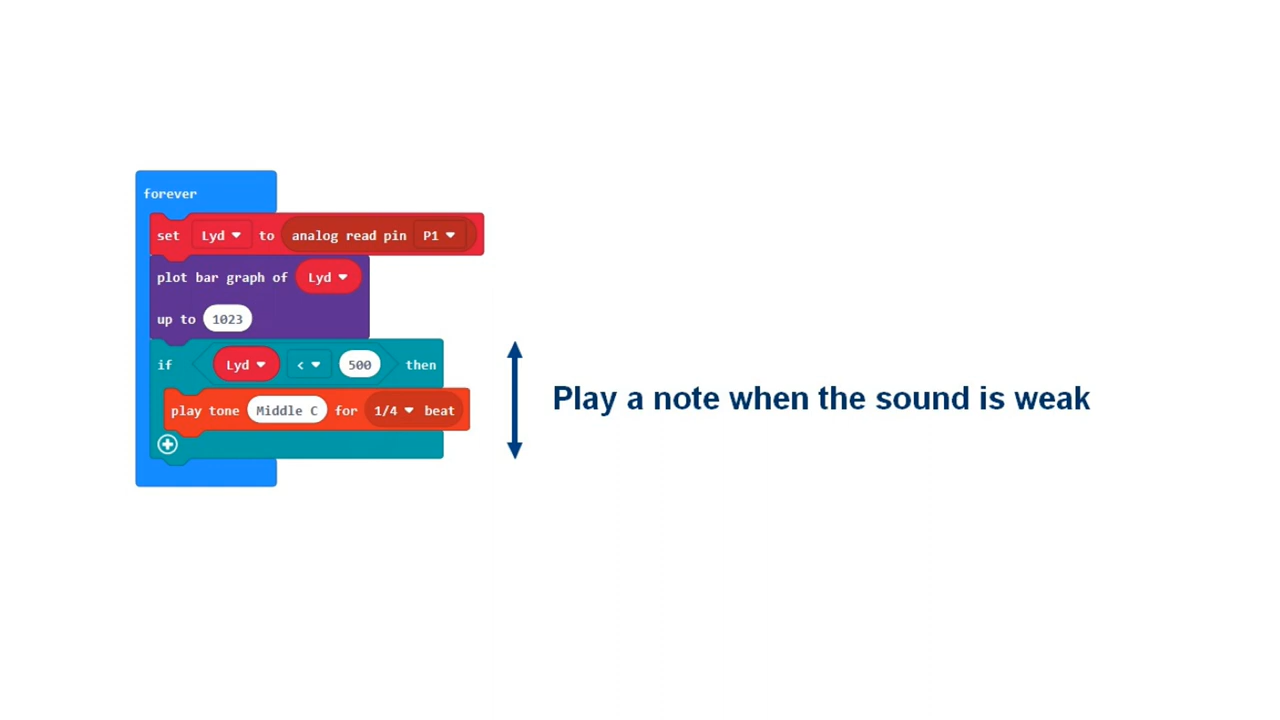 forever
set Lyd to analog read pin P1
plot bar graph of Lyd
up to 1023
if Lyd < 500 then
play tone Middle C for 1/4 beat
Play a note when the sound is weak